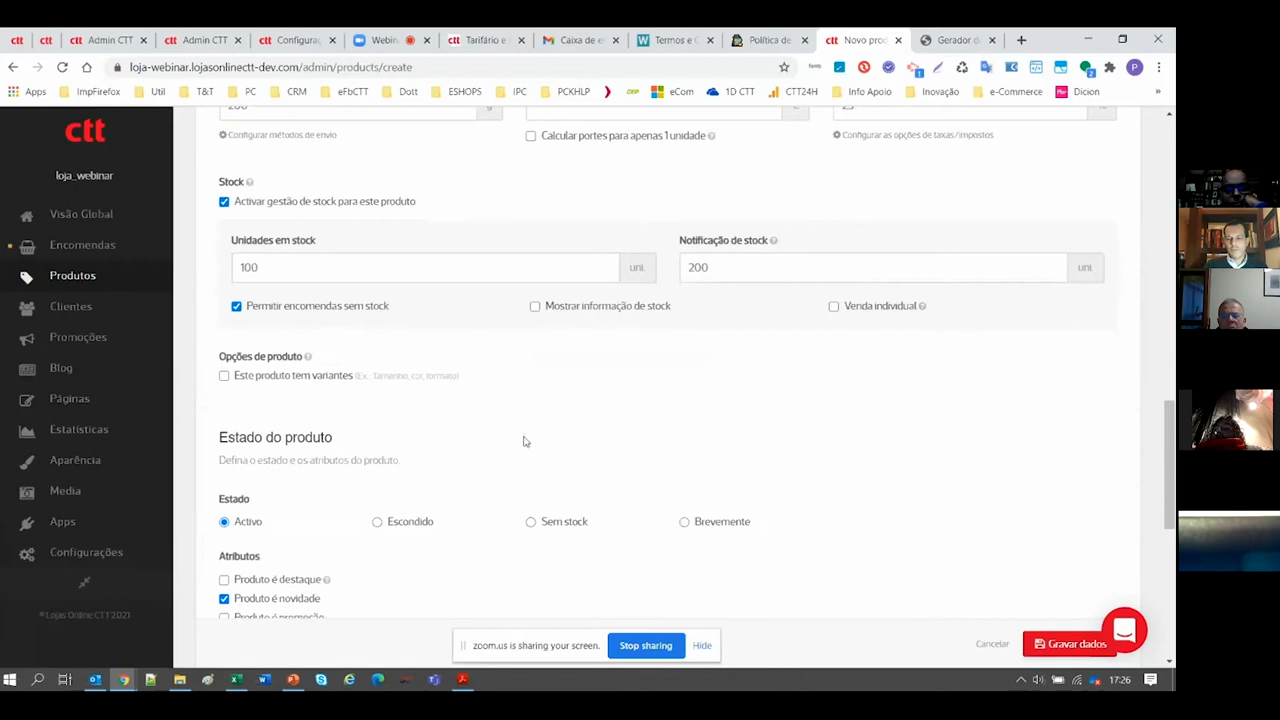 ctt ctt Admin CTT Admin CTT Configuraç Webin Tarifário e Caixa de e Termos e C Política de Novo prod Gerador d
loja-webinar.lojasonlinectt-dev.com/admin/products/create
fonts P
Apps ImpFirefox Util T&T PC CRM efbCTT Dott ESHOPS IPC PCKHLP eCom 1D CTT CTT24H Info Apoio Inovação e-Commerce Dicion
ctt
loja_webinar
Visão Global
Encomendas
Produtos
Clientes
Promoções
Blog
Páginas
Estatísticas
Aparência
Media
Apps
Configurações
© Lojas Online CTT 2021
200 g
Configurar métodos de envio
Calcular portes para apenas 1 unidade
Configurar as opções de taxas/impostos
Stock
Activar gestão de stock para este produto
Unidades em stock Notificação de stock
100 uni. 200 uni
Permitir encomendas sem stock Mostrar informação de stock Venda individual
Opções de produto
Este produto tem variantes (Ex.: Tamanho, cor, formato)
Estado do produto
Defina o estado e os atributos do produto.
Estado
Activo Escondido Sem stock Brevemente
Atributos
Produto é destaque
Produto é novidade
Produto é promoção
zoom.us is sharing your screen. Stop sharing Hide
Cancelar Gravar dados
17:26